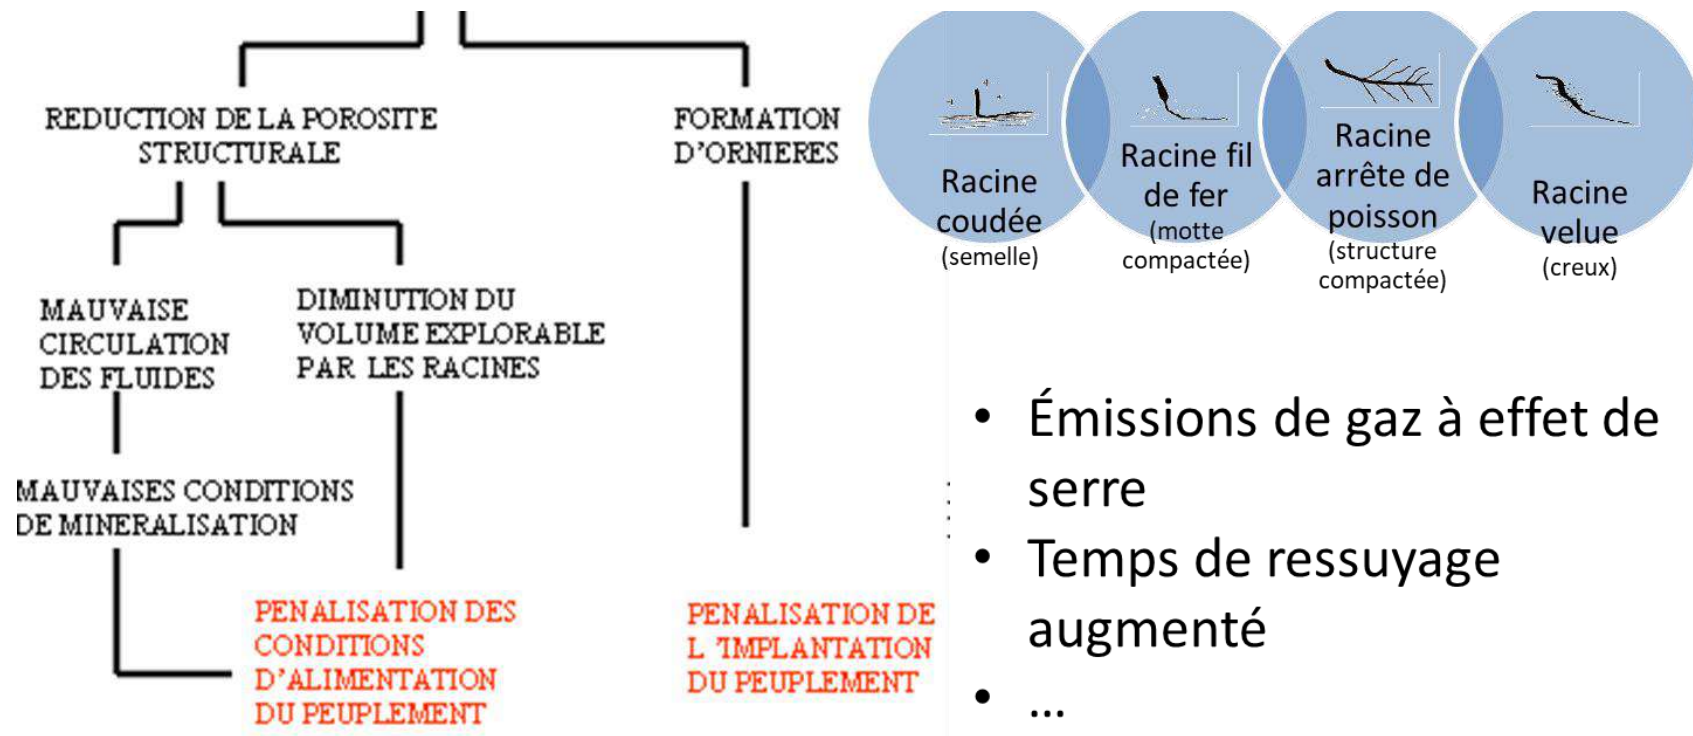 REDUCTION DE LA POROSITE
STRUCTURALE
FORMATION
D'ORNIERES
MAUVAISE
CIRCULATION
DES FLUIDES
DIMINUTION DU
VOLUME EXPLORABLE
PAR LES RACINES
MAUVAISES CONDITIONS
DE MINERALISATION
PENALISATION DES
CONDITIONS
D'ALIMENTATION
DU PEUPLEMENT
PENALISATION DE
L 'IMPLANTATION
DU PEUPLEMENT
Racine
coudée
(semelle)
Racine fil
de fer
(motte
compactée)
Racine
arrête de
poisson
(structure
compactée)
Racine
velue
(creux)
• Émissions de gaz à effet de
serre
• Temps de ressuyage
augmenté
• ...